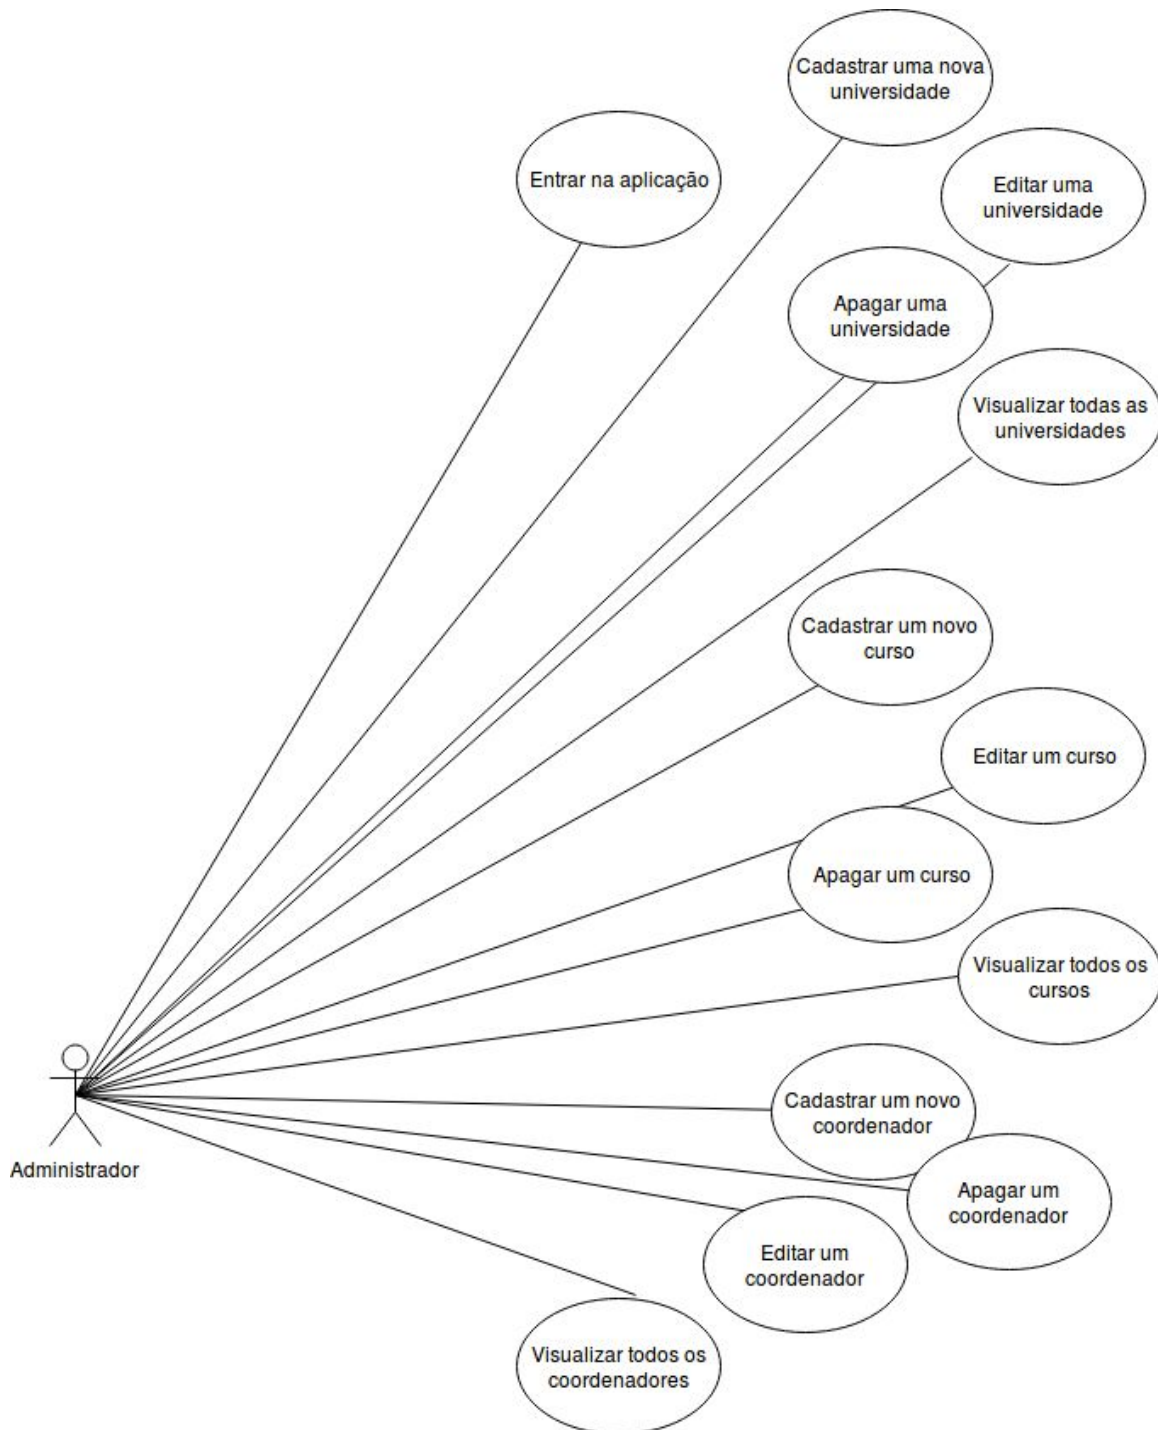 Cadastrar uma nova
universidade
Entrar na aplicação
Editar uma
universidade
Apagar uma
universidade
Visualizar todas as
universidades
Cadastrar um novo
curso
Editar um curso
Apagar um curso
Visualizar todos os
cursos
Cadastrar um novo
coordenador
Administrador
Apagar um
coordenador
Editar um
coordenador
Visualizar todos os
coordenadores